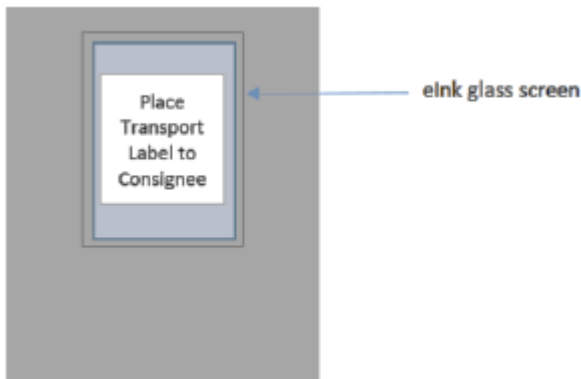 Place
Transport
Label to
Consignee
eInk glass screen